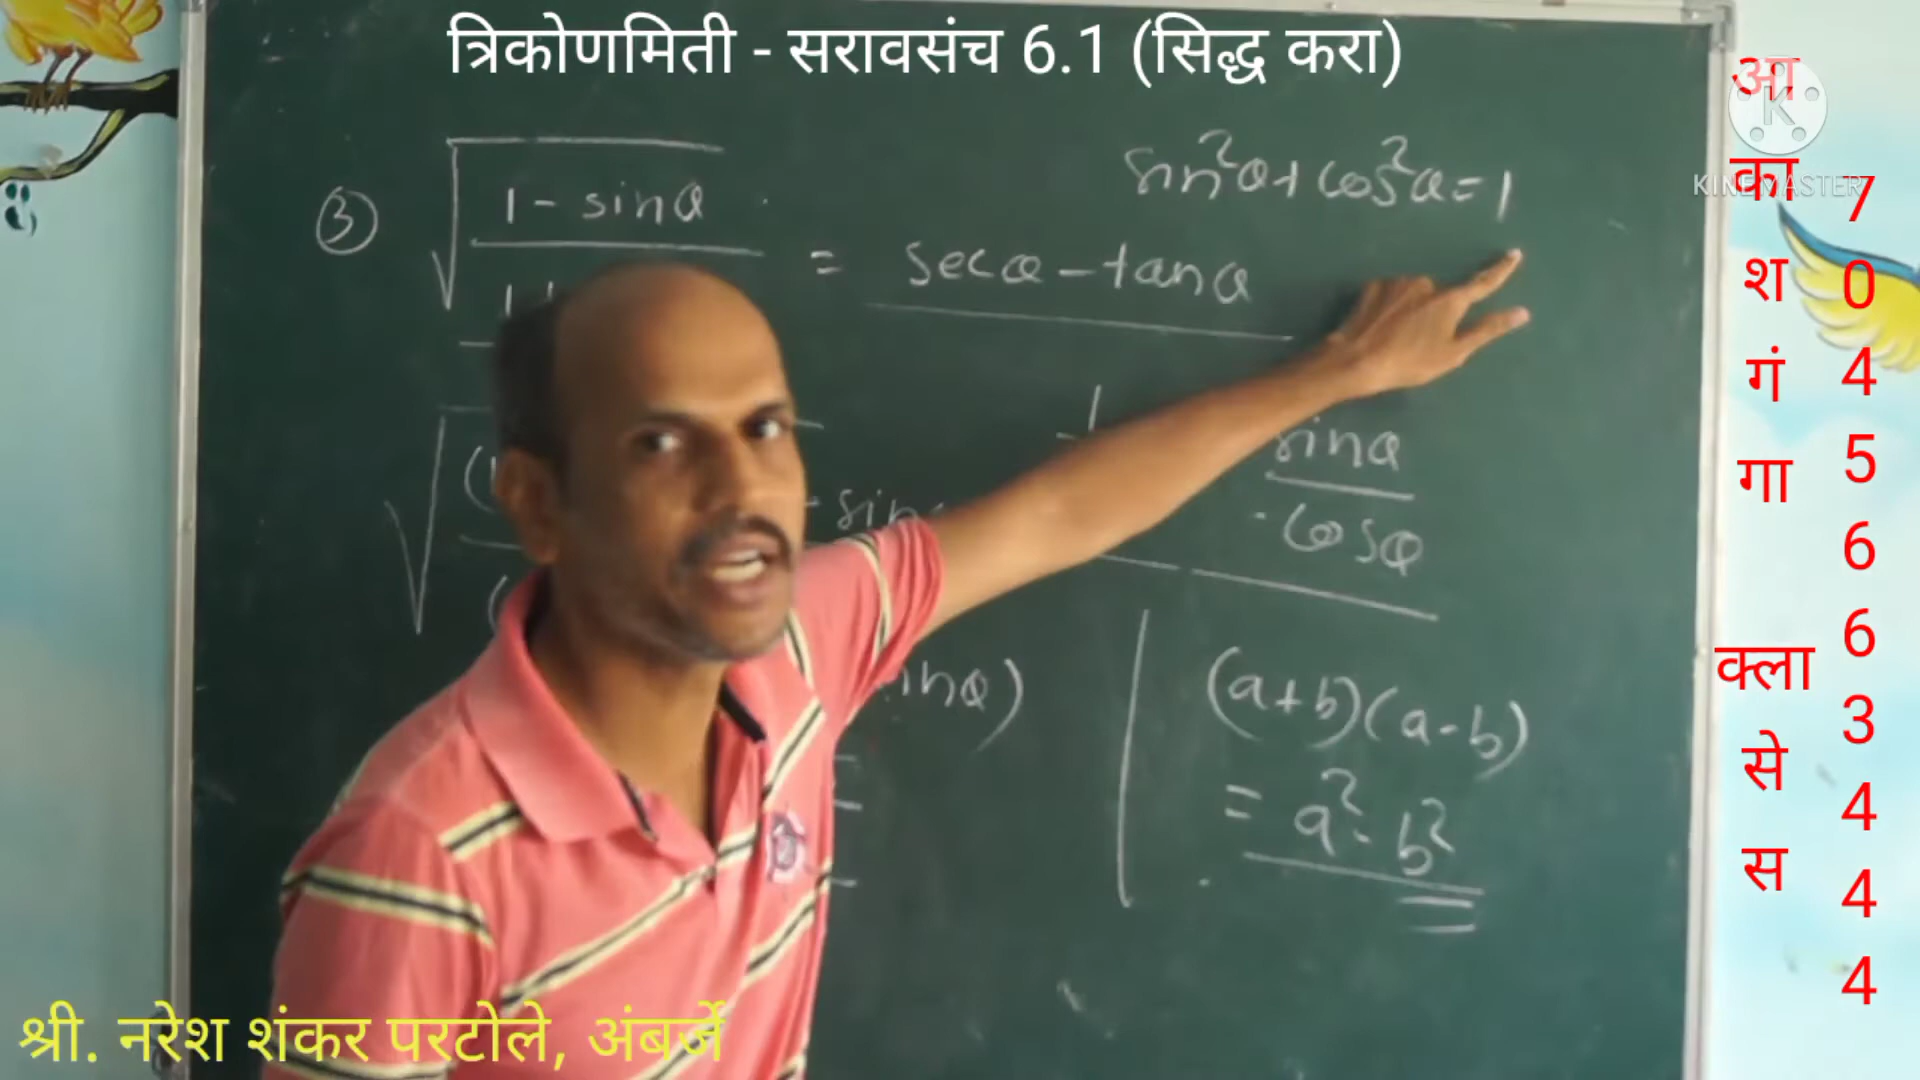 त्रिकोणमिती - सरावसंच 6.1 (सिद्ध करा)
③
1 - sinθ
= secθ - tanθ
sin²θ + cos²θ = 1
sinθ
cosθ
(a+b)(a-b)
= a² - b²
आकाशगंगा क्लासेस
7045663444
KINEMASTER
श्री. नरेश शंकर परटोले, अंबर्जे